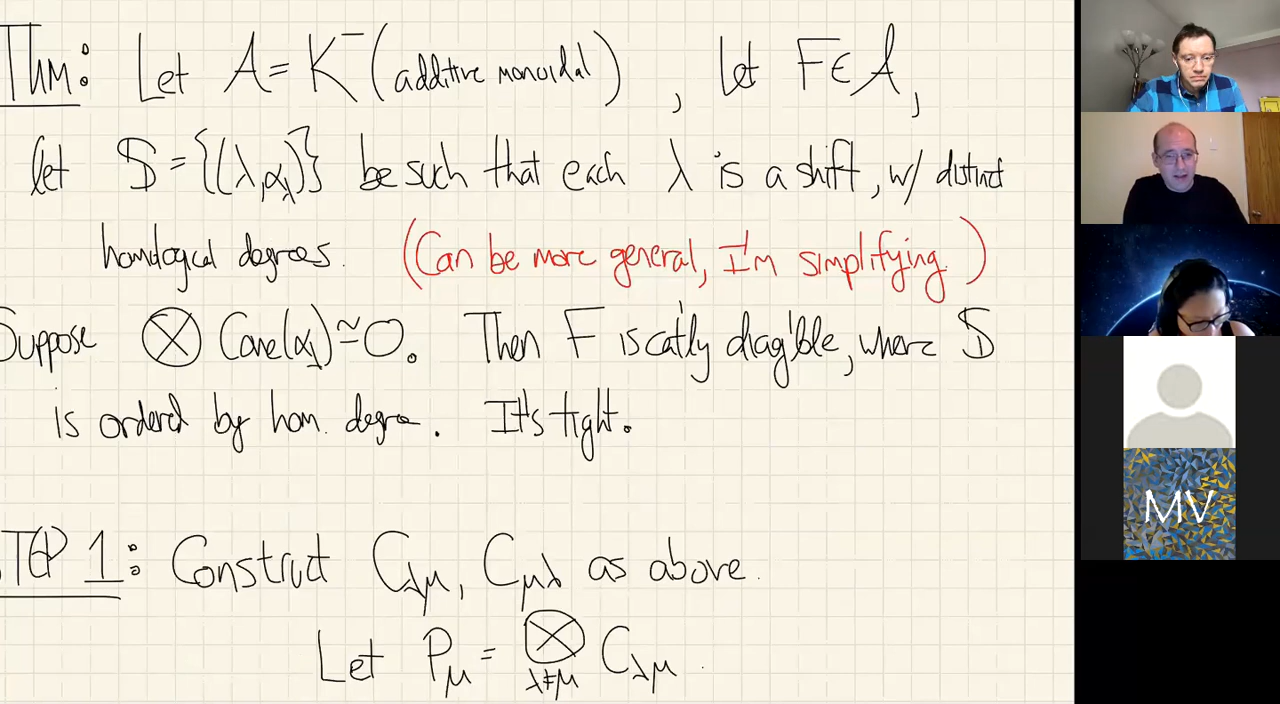 Thm: Let A = K⁻(additive monoidal), let F ∈ A,
let S = {(λ, α_λ)} be such that each λ is a shift, w/ distinct
homological degrees. (Can be more general, I'm simplifying.)
Suppose ⊗ Cone(α_λ) ≃ 0. Then F is cat'ly diag'ble, where S
is ordered by hom. degree. It's tight.
STEP 1: Construct C_λμ, C_μλ as above.
Let P_μ = ⊗_{λ≠μ} C_λμ.
MV